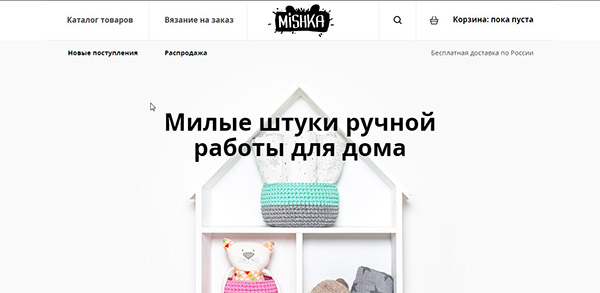 Каталог товаров
Вязание на заказ
MiSHKA
Корзина: пока пуста
Новые поступления
Распродажа
Бесплатная доставка по России
Милые штуки ручной
работы для дома